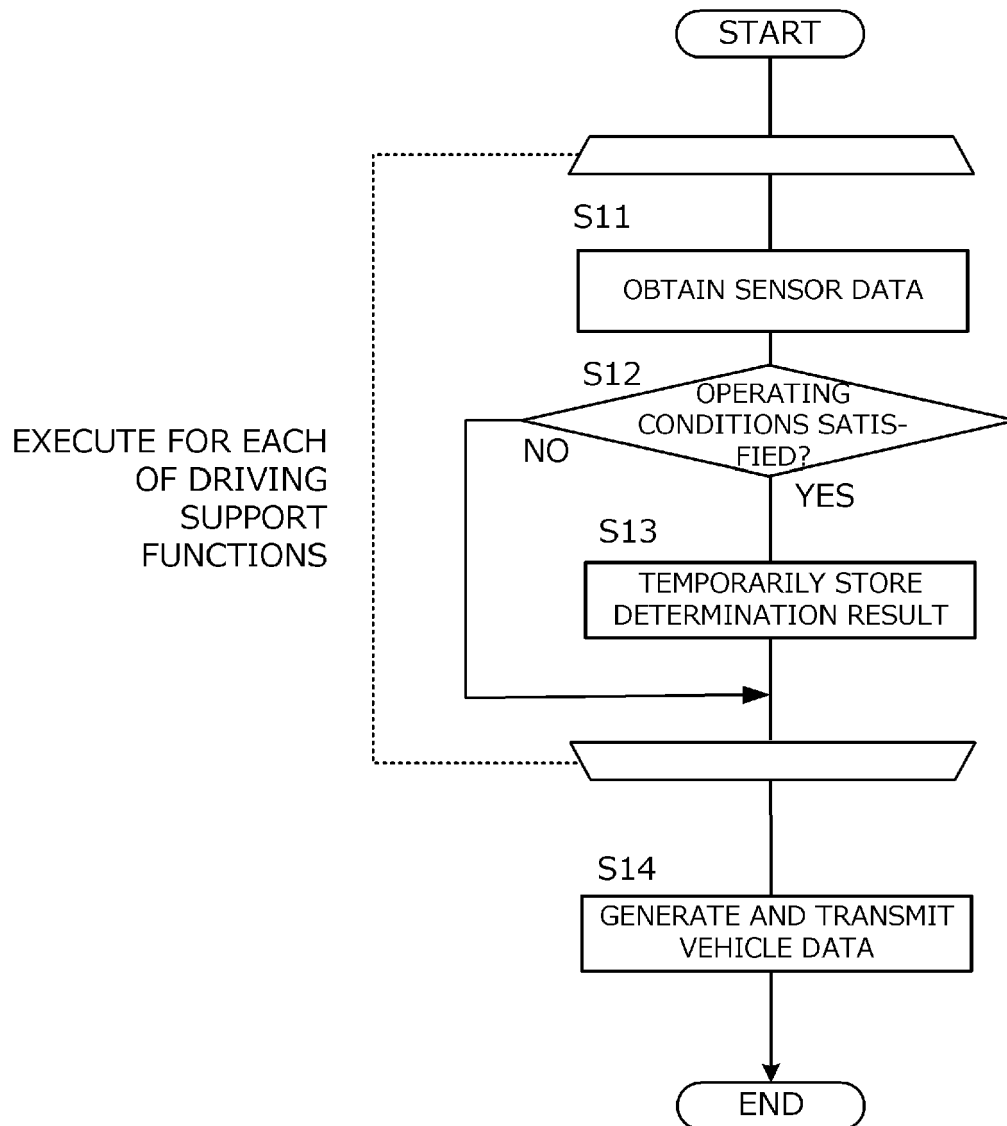 START
S11
OBTAIN SENSOR DATA
S12
OPERATING
CONDITIONS SATIS-
FIED?
NO
YES
EXECUTE FOR EACH
OF DRIVING
SUPPORT
FUNCTIONS
S13
TEMPORARILY STORE
DETERMINATION RESULT
S14
GENERATE AND TRANSMIT
VEHICLE DATA
END